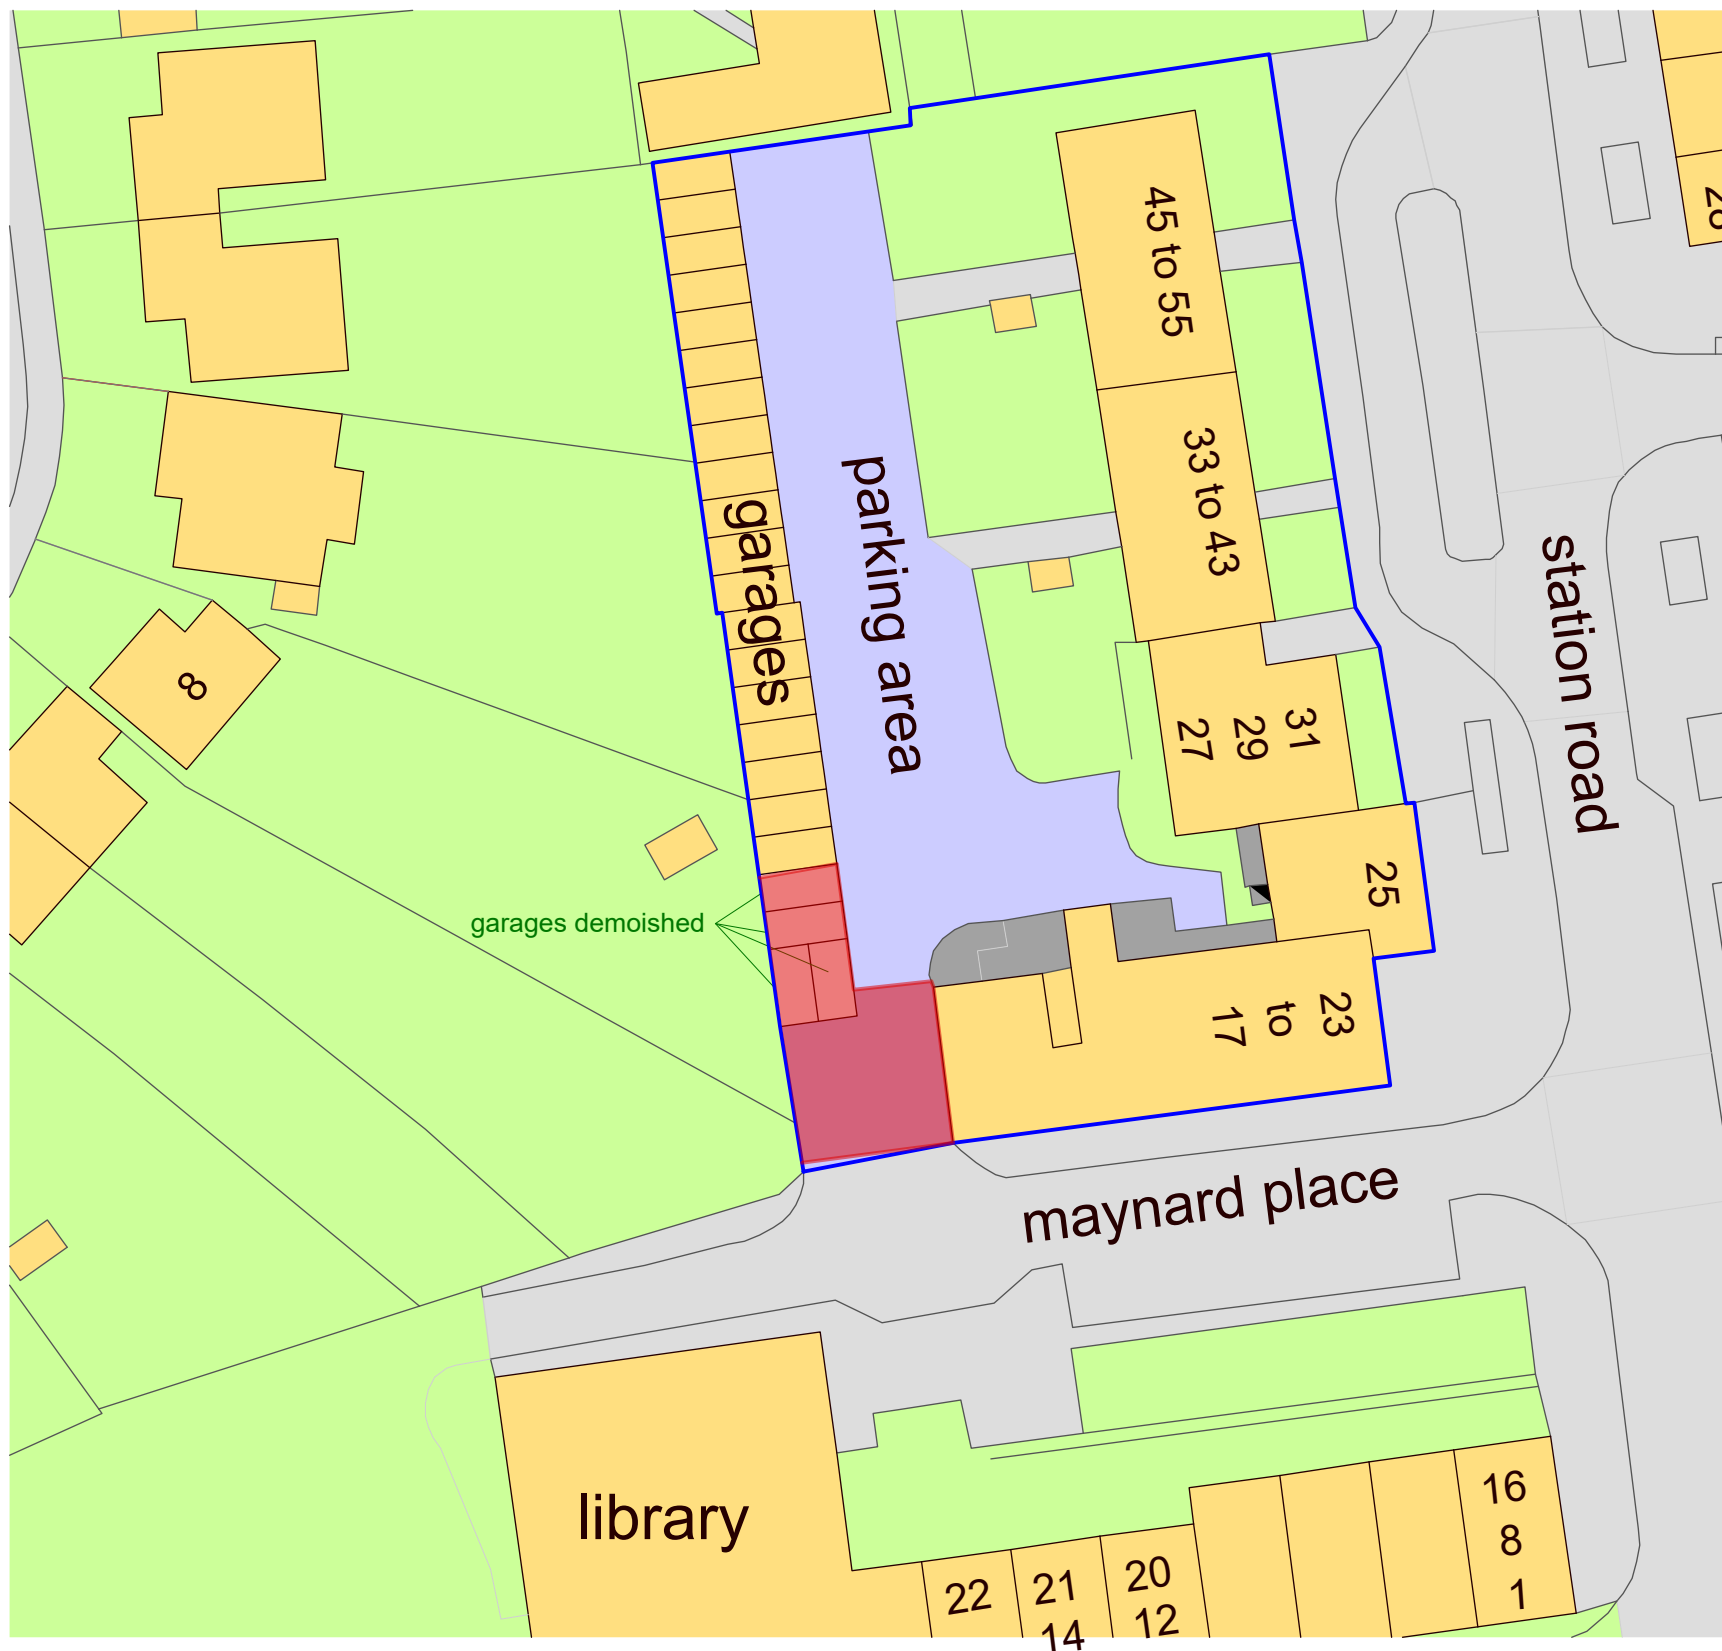 45 to 55
33 to 43
garages
parking area
31
29
27
25
station road
8
garages demoished
23
to
17
maynard place
library
22
21
14
20
12
16
8
1